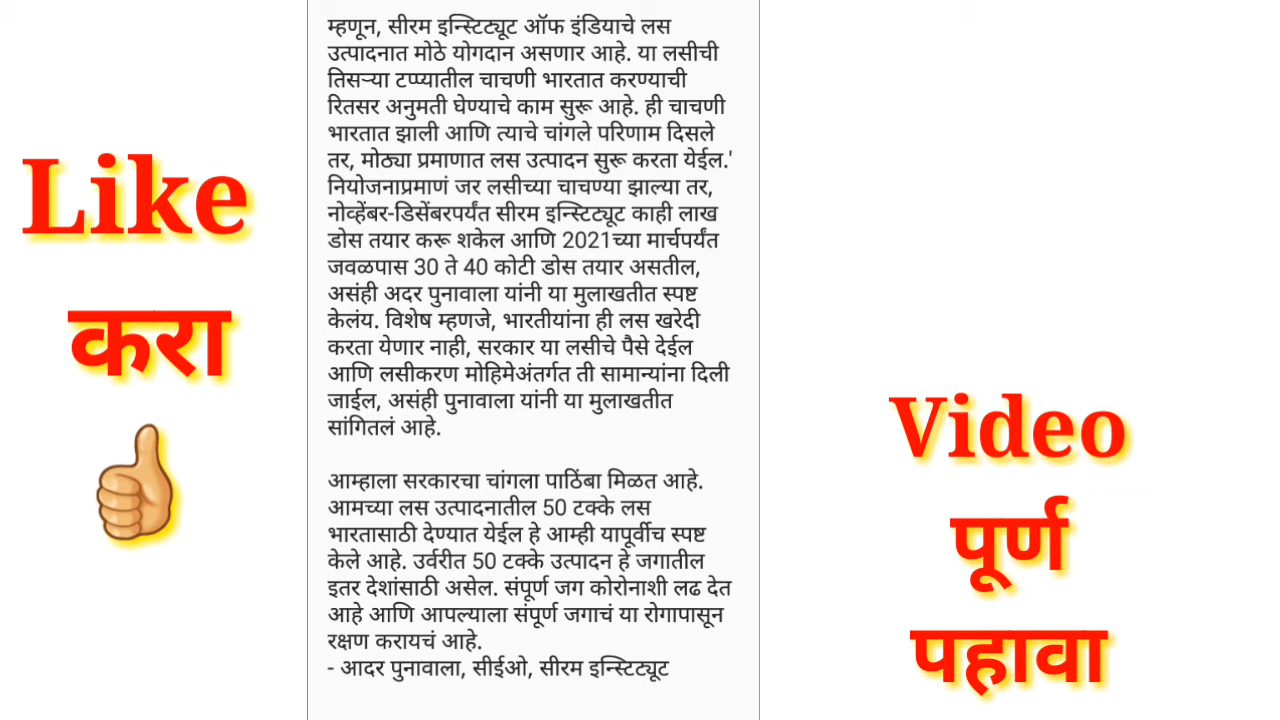 Like
करा
म्हणून, सीरम इन्स्टिट्यूट ऑफ इंडियाचे लस
उत्पादनात मोठे योगदान असणार आहे. या लसीची
तिसऱ्या टप्प्यातील चाचणी भारतात करण्याची
रितसर अनुमती घेण्याचे काम सुरू आहे. ही चाचणी
भारतात झाली आणि त्याचे चांगले परिणाम दिसले
तर, मोठ्या प्रमाणात लस उत्पादन सुरू करता येईल.'
नियोजनाप्रमाणं जर लसीच्या चाचण्या झाल्या तर,
नोव्हेंबर-डिसेंबरपर्यंत सीरम इन्स्टिट्यूट काही लाख
डोस तयार करू शकेल आणि 2021च्या मार्चपर्यंत
जवळपास 30 ते 40 कोटी डोस तयार असतील,
असंही अदर पुनावाला यांनी या मुलाखतीत स्पष्ट
केलंय. विशेष म्हणजे, भारतीयांना ही लस खरेदी
करता येणार नाही, सरकार या लसीचे पैसे देईल
आणि लसीकरण मोहिमेअंतर्गत ती सामान्यांना दिली
जाईल, असंही पुनावाला यांनी या मुलाखतीत
सांगितलं आहे.
आम्हाला सरकारचा चांगला पाठिंबा मिळत आहे.
आमच्या लस उत्पादनातील 50 टक्के लस
भारतासाठी देण्यात येईल हे आम्ही यापूर्वीच स्पष्ट
केले आहे. उर्वरीत 50 टक्के उत्पादन हे जगातील
इतर देशांसाठी असेल. संपूर्ण जग कोरोनाशी लढ देत
आहे आणि आपल्याला संपूर्ण जगाचं या रोगापासून
रक्षण करायचं आहे.
- आदर पुनावाला, सीईओ, सीरम इन्स्टिट्यूट
Video
पूर्ण
पहावा